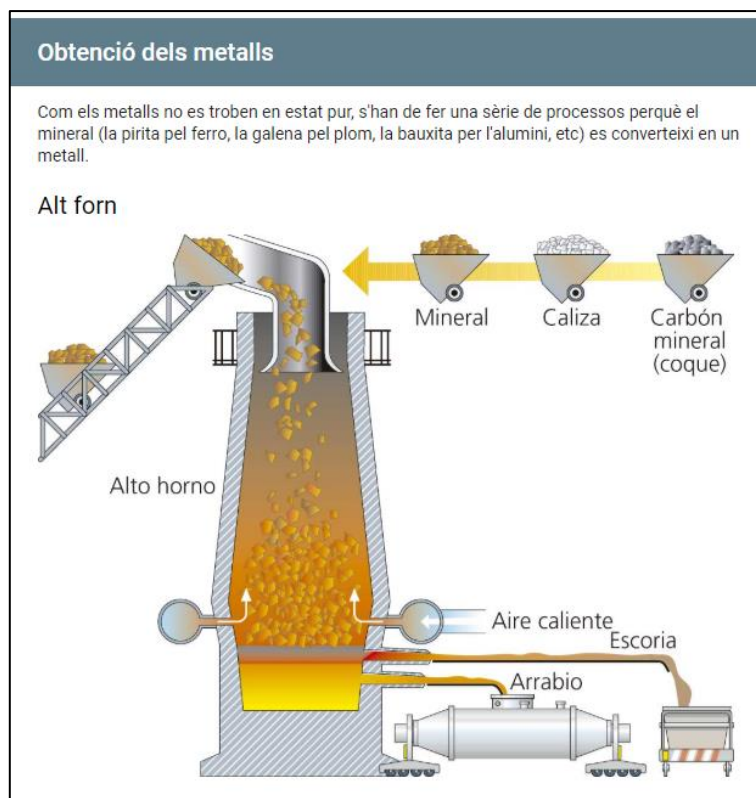 Obtenció dels metalls
Com els metalls no es troben en estat pur, s'han de fer una sèrie de processos perquè el
mineral (la pirita pel ferro, la galena pel plom, la bauxita per l'alumini, etc) es converteixi en un
metall.
Alt forn
Mineral
Caliza
Carbón
mineral
(coque)
Alto horno
Aire caliente
Escoria
Arrabio